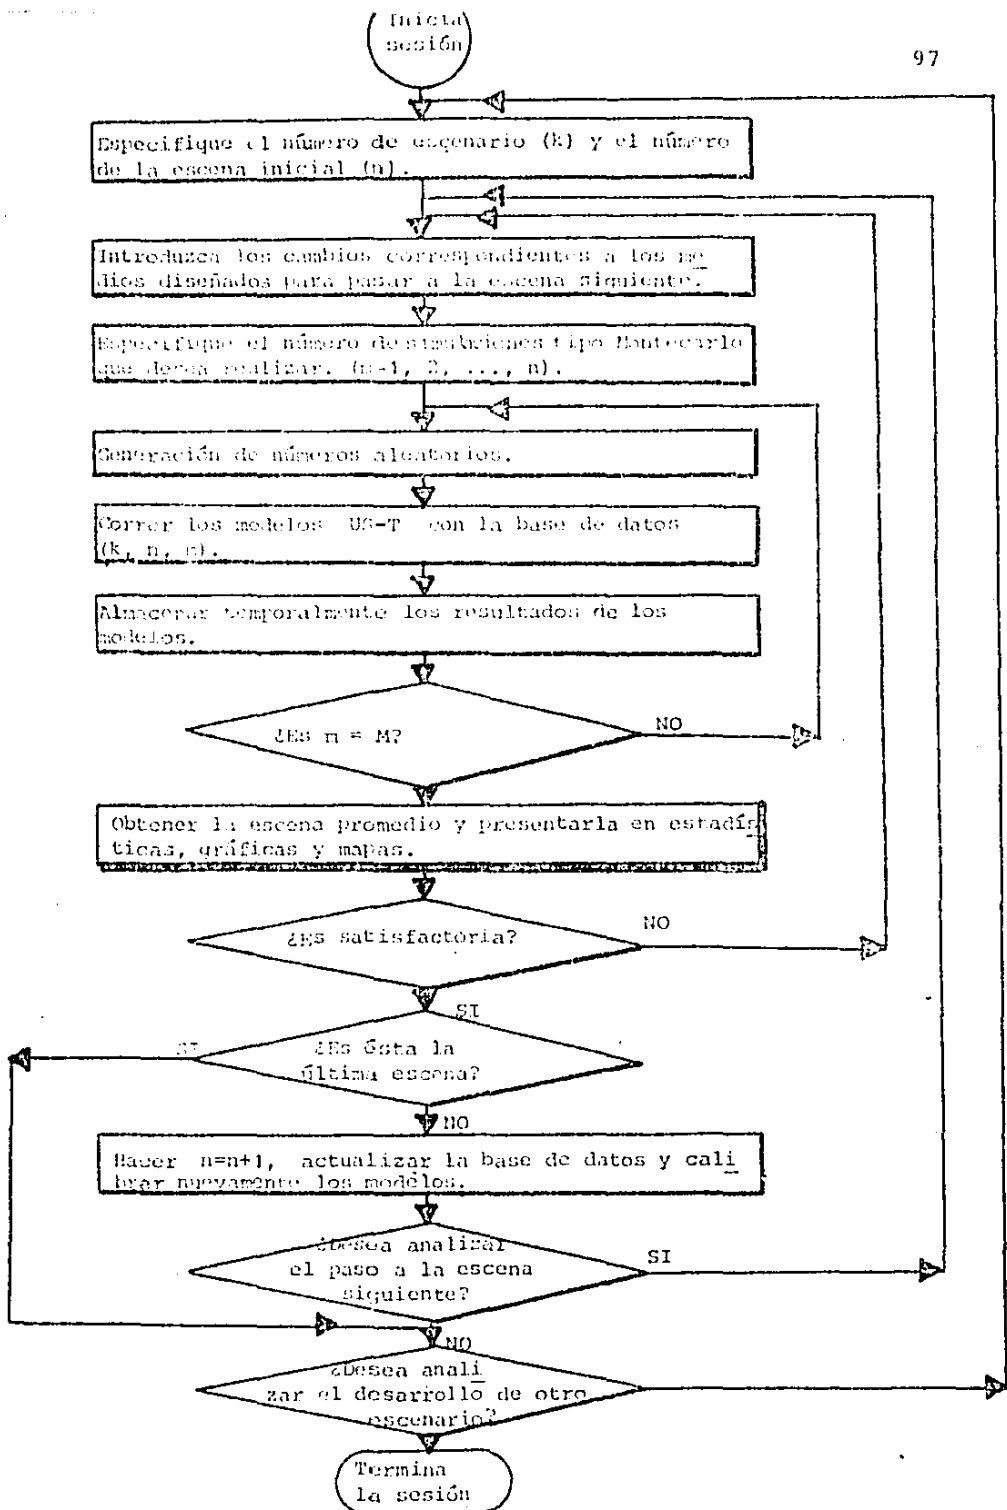 Inicia
sesión
97
Especifique el número de escenario (k) y el número
de la escena inicial (n).
Introduzca los cambios correspondientes a los me
dios diseñados para pasar a la escena siguiente.
Especifique el número de simulaciones tipo Montecarlo
que desea realizar. (m=1, 2, ..., n).
Generación de números aleatorios.
Correr los modelos US-T con la base de datos
(k, n, m).
Almacenar temporalmente los resultados de los
modelos.
¿Es m = M?
NO
Obtener la escena promedio y presentarla en estadís
ticas, gráficas y mapas.
¿Es satisfactoria?
NO
SI
SI
¿Es ésta la
última escena?
NO
Hacer n=n+1, actualizar la base de datos y cali
brar nuevamente los modelos.
¿Desea analizar
el paso a la escena
siguiente?
SI
NO
¿Desea anali
zar el desarrollo de otro
escenario?
Termina
la sesión